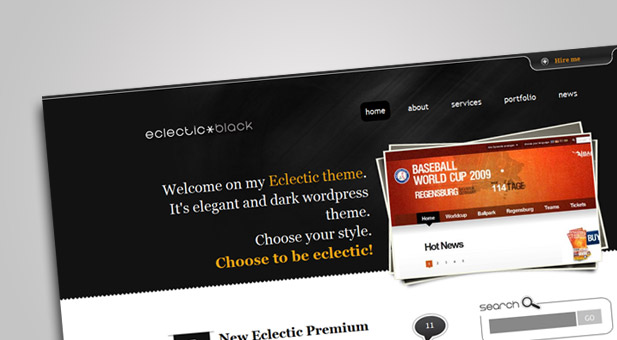 Hire me
home about services portfolio news
eclectic*black
Welcome on my Eclectic theme.
It's elegant and dark wordpress
theme.
Choose your style.
Choose to be eclectic!
BASEBALL
WORLD CUP 2009
REGENSBURG 114 TAGE
Home Worldcup Ballpark Regensburg Teams Tickets
Hot News
1 2 3 4 5
BUY
search
GO
New Eclectic Premium
11